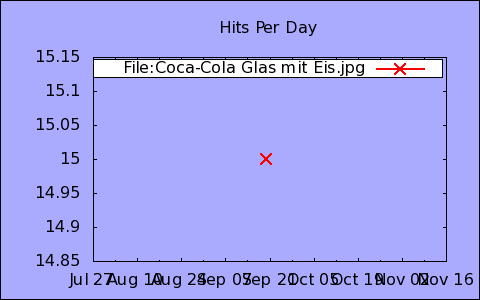 Hits Per Day
15.15
File:Coca-Cola Glas mit Eis.jpg
15.1
15.05
15
14.95
14.9
14.85
Jul 27 Aug 10 Aug 24 Sep 07 Sep 21 Oct 05 Oct 19 Nov 02 Nov 16